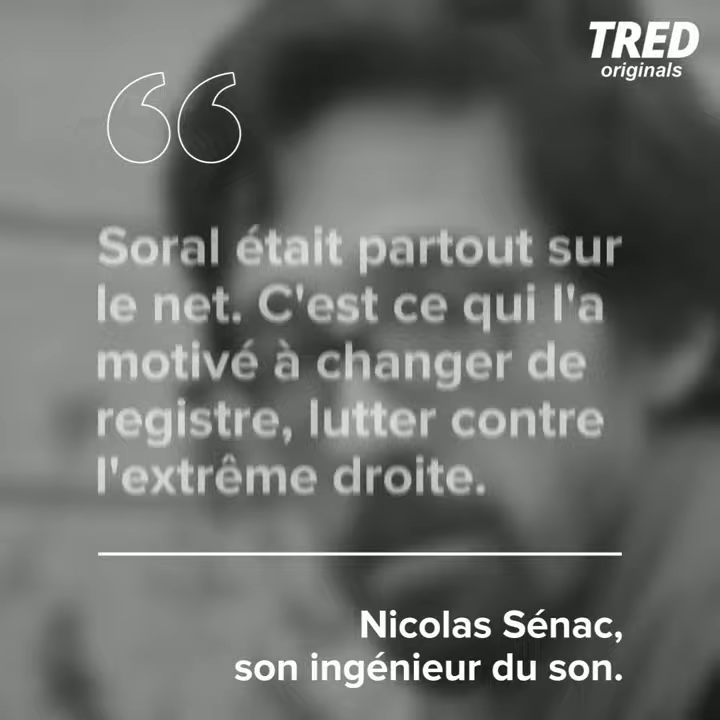 TRED
originals
“
Soral était partout sur
le net. C'est ce qui l'a
motivé à changer de
registre, lutter contre
l'extrême droite.
Nicolas Sénac,
son ingénieur du son.